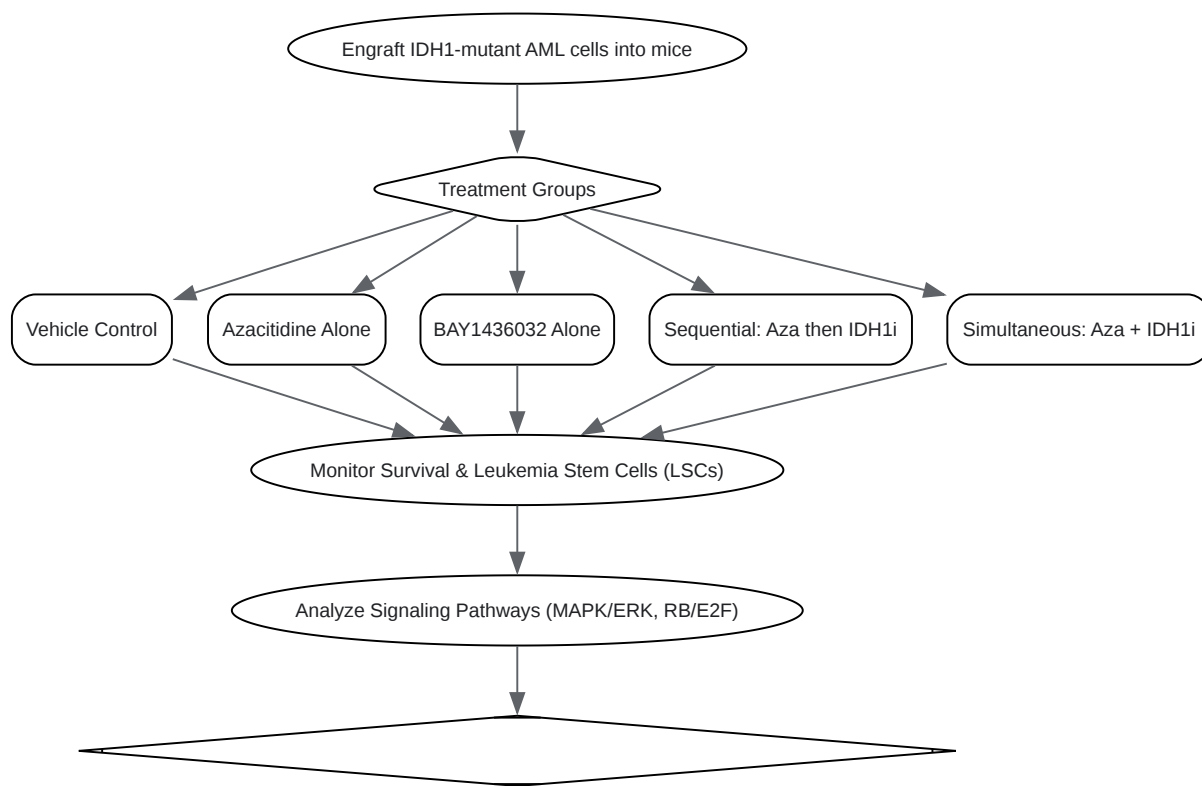 Engraft IDH1-mutant AML cells into mice
Treatment Groups
Vehicle Control
Azacitidine Alone
BAY1436032 Alone
Sequential: Aza then IDH1i
Simultaneous: Aza + IDH1i
Monitor Survival & Leukemia Stem Cells (LSCs)
Analyze Signaling Pathways (MAPK/ERK, RB/E2F)